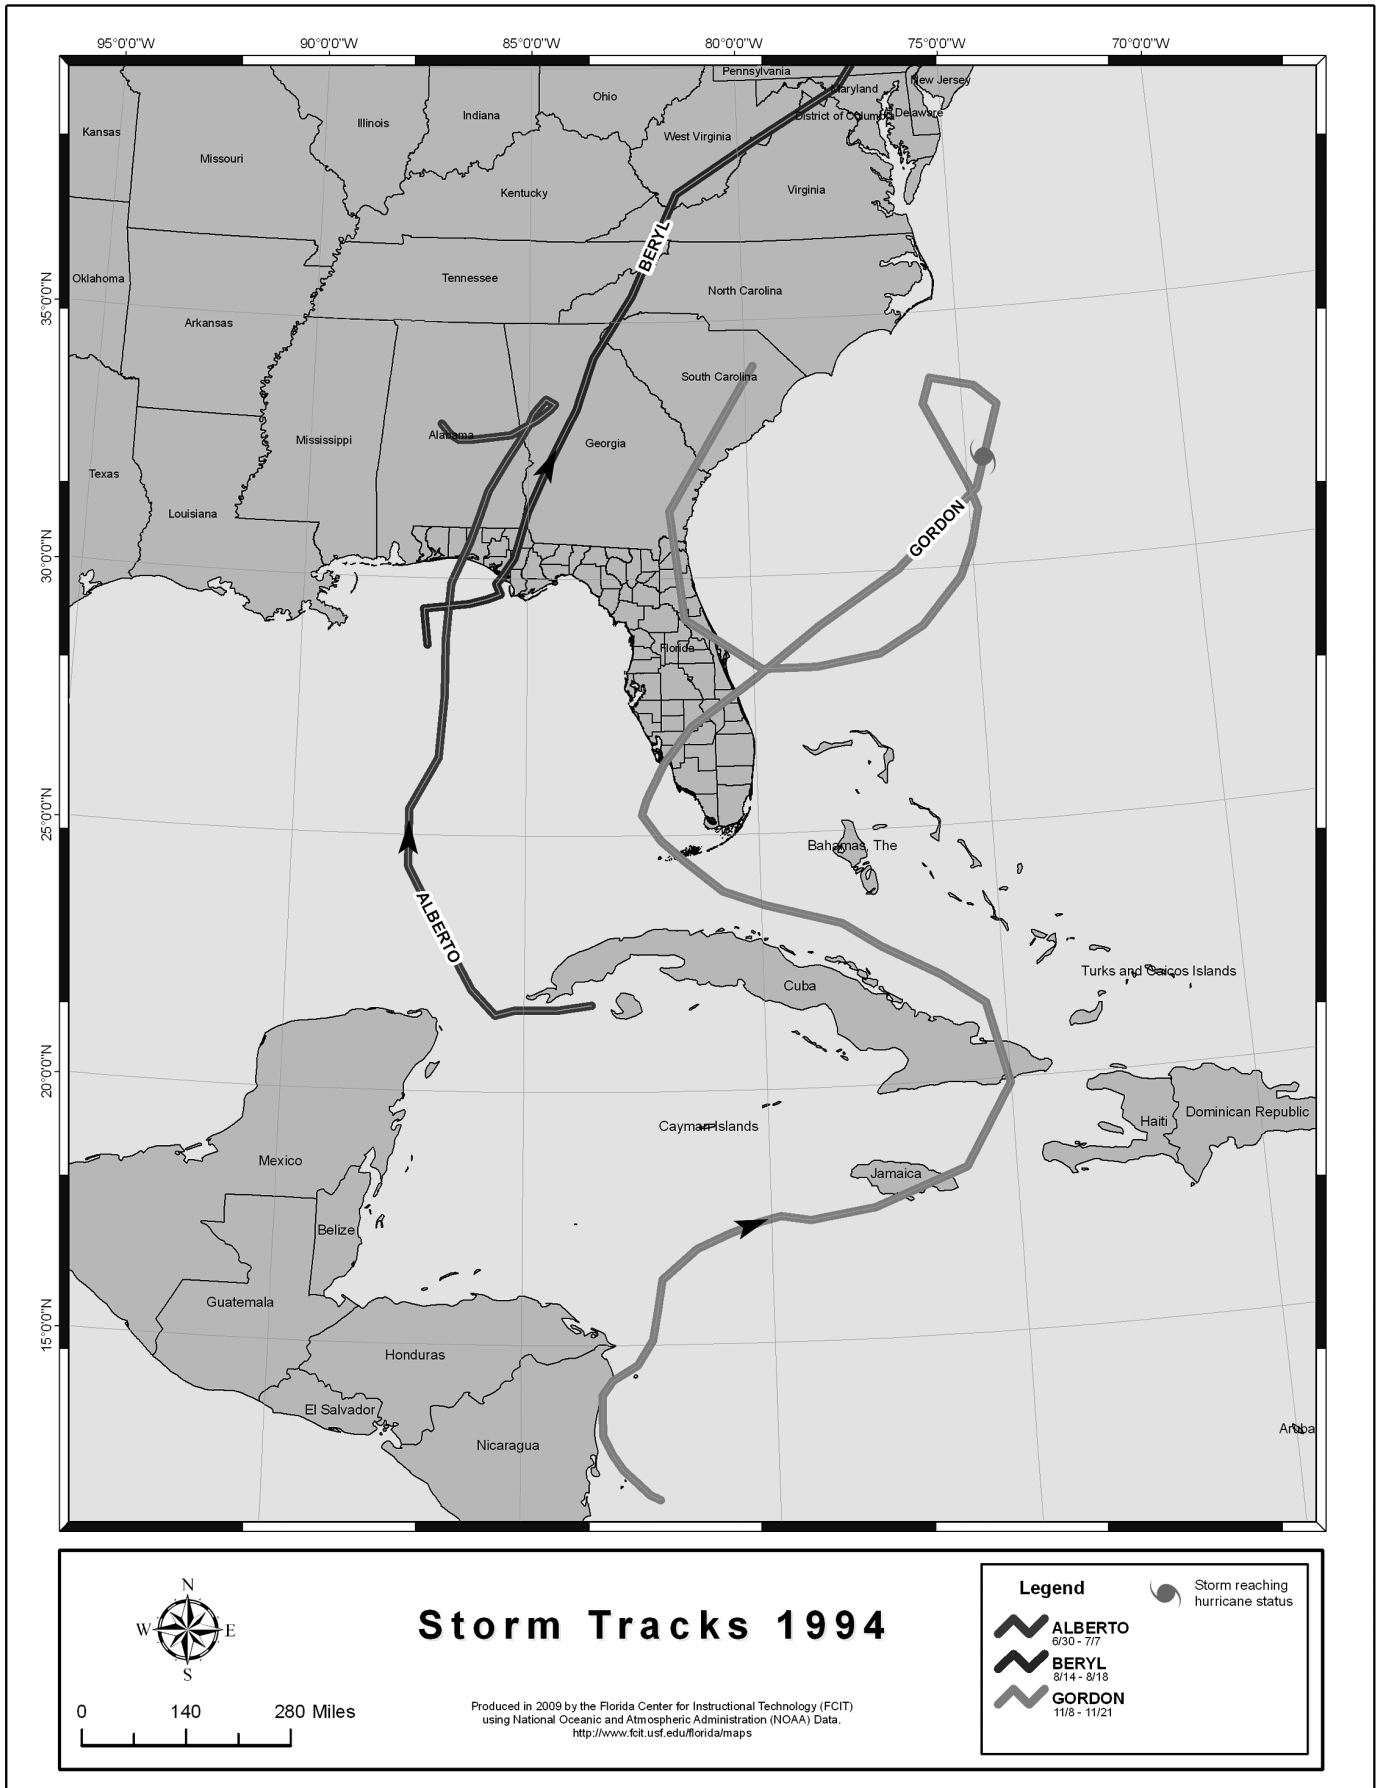 95°0'0"W 90°0'0"W 85°0'0"W 80°0'0"W 75°0'0"W 70°0'0"W
Pennsylvania
New Jersey
Maryland
Ohio
Indiana
Illinois
District of Columbia
Delaware
Kansas
West Virginia
Missouri
Kentucky
Virginia
BERYL
Oklahoma
Tennessee
North Carolina
35°0'0"N
Arkansas
South Carolina
Alabama
Mississippi
Georgia
Texas
Louisiana
GORDON
30°0'0"N
Florida
25°0'0"N
Bahamas, The
ALBERTO
Turks and Caicos Islands
Cuba
20°0'0"N
Dominican Republic
Haiti
Cayman Islands
Mexico
Jamaica
Belize
Guatemala
15°0'0"N
Honduras
El Salvador
Aruba
Nicaragua
N
W E
S
0 140 280 Miles
Storm Tracks 1994
Produced in 2009 by the Florida Center for Instructional Technology (FCIT)
using National Oceanic and Atmospheric Administration (NOAA) Data.
http://www.fcit.usf.edu/florida/maps
Legend
Storm reaching
hurricane status
ALBERTO
6/30 - 7/7
BERYL
8/14 - 8/18
GORDON
11/8 - 11/21